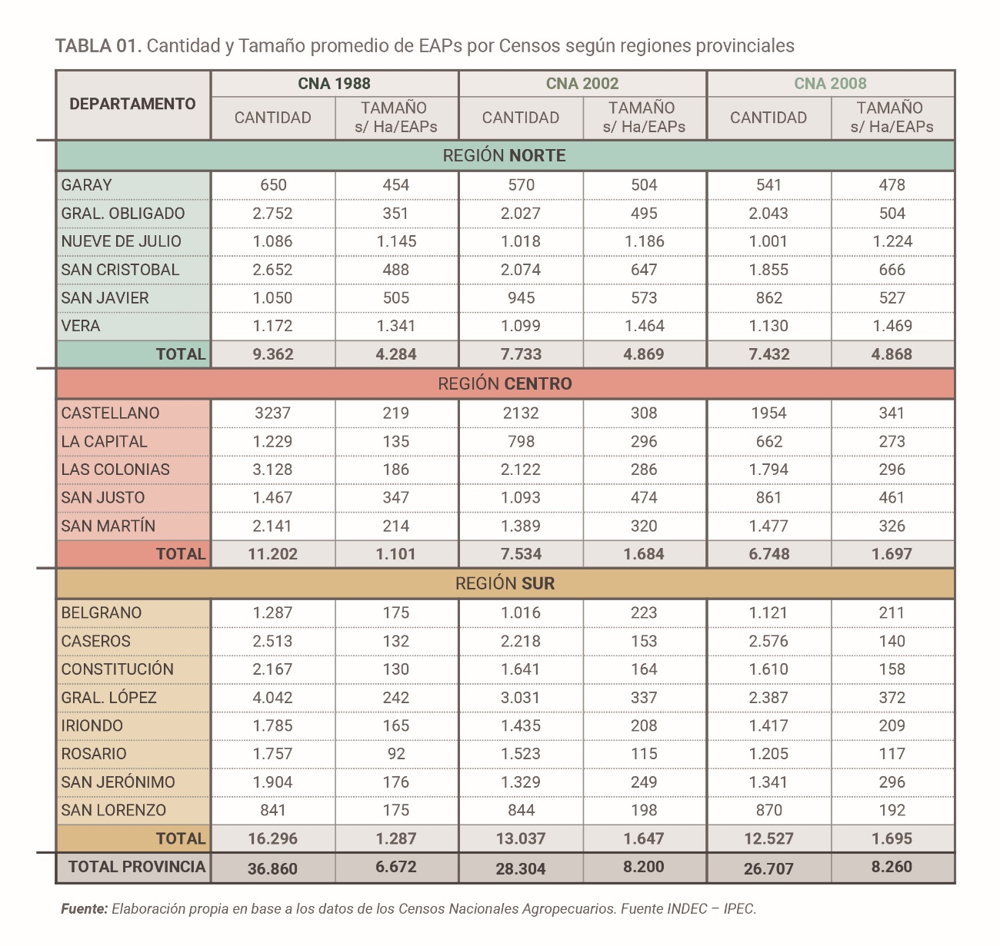 TABLA 01. Cantidad y Tamaño promedio de EAPs por Censos según regiones provinciales
DEPARTAMENTO CNA 1988 CNA 2002 CNA 2008
CANTIDAD TAMAÑO s/ Ha/EAPs CANTIDAD TAMAÑO s/ Ha/EAPs CANTIDAD TAMAÑO s/ Ha/EAPs
REGIÓN NORTE
GARAY 650 454 570 504 541 478
GRAL. OBLIGADO 2.752 351 2.027 495 2.043 504
NUEVE DE JULIO 1.086 1.145 1.018 1.186 1.001 1.224
SAN CRISTOBAL 2.652 488 2.074 647 1.855 666
SAN JAVIER 1.050 505 945 573 862 527
VERA 1.172 1.341 1.099 1.464 1.130 1.469
TOTAL 9.362 4.284 7.733 4.869 7.432 4.868
REGIÓN CENTRO
CASTELLANO 3237 219 2132 308 1954 341
LA CAPITAL 1.229 135 798 296 662 273
LAS COLONIAS 3.128 186 2.122 286 1.794 296
SAN JUSTO 1.467 347 1.093 474 861 461
SAN MARTÍN 2.141 214 1.389 320 1.477 326
TOTAL 11.202 1.101 7.534 1.684 6.748 1.697
REGIÓN SUR
BELGRANO 1.287 175 1.016 223 1.121 211
CASEROS 2.513 132 2.218 153 2.576 140
CONSTITUCIÓN 2.167 130 1.641 164 1.610 158
GRAL. LÓPEZ 4.042 242 3.031 337 2.387 372
IRIONDO 1.785 165 1.435 208 1.417 209
ROSARIO 1.757 92 1.523 115 1.205 117
SAN JERÓNIMO 1.904 176 1.329 249 1.341 296
SAN LORENZO 841 175 844 198 870 192
TOTAL 16.296 1.287 13.037 1.647 12.527 1.695
TOTAL PROVINCIA 36.860 6.672 28.304 8.200 26.707 8.260
Fuente: Elaboración propia en base a los datos de los Censos Nacionales Agropecuarios. Fuente INDEC – IPEC.